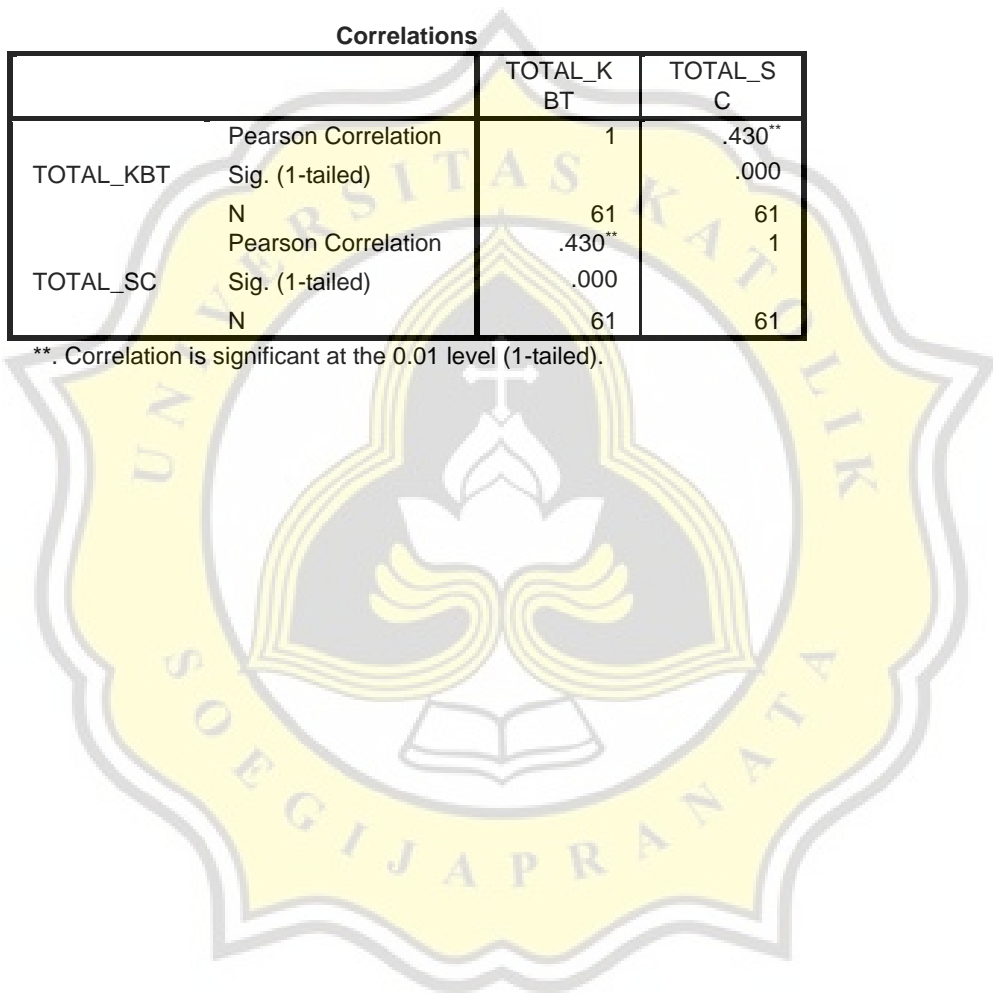 Correlations
TOTAL_K
BT
TOTAL_S
C
TOTAL_KBT
Pearson Correlation 1 .430**
Sig. (1-tailed) .000
N 61 61
TOTAL_SC
Pearson Correlation .430** 1
Sig. (1-tailed) .000
N 61 61
**. Correlation is significant at the 0.01 level (1-tailed).
UNIVERSITAS KATOLIK
SOEGIJAPRANATA